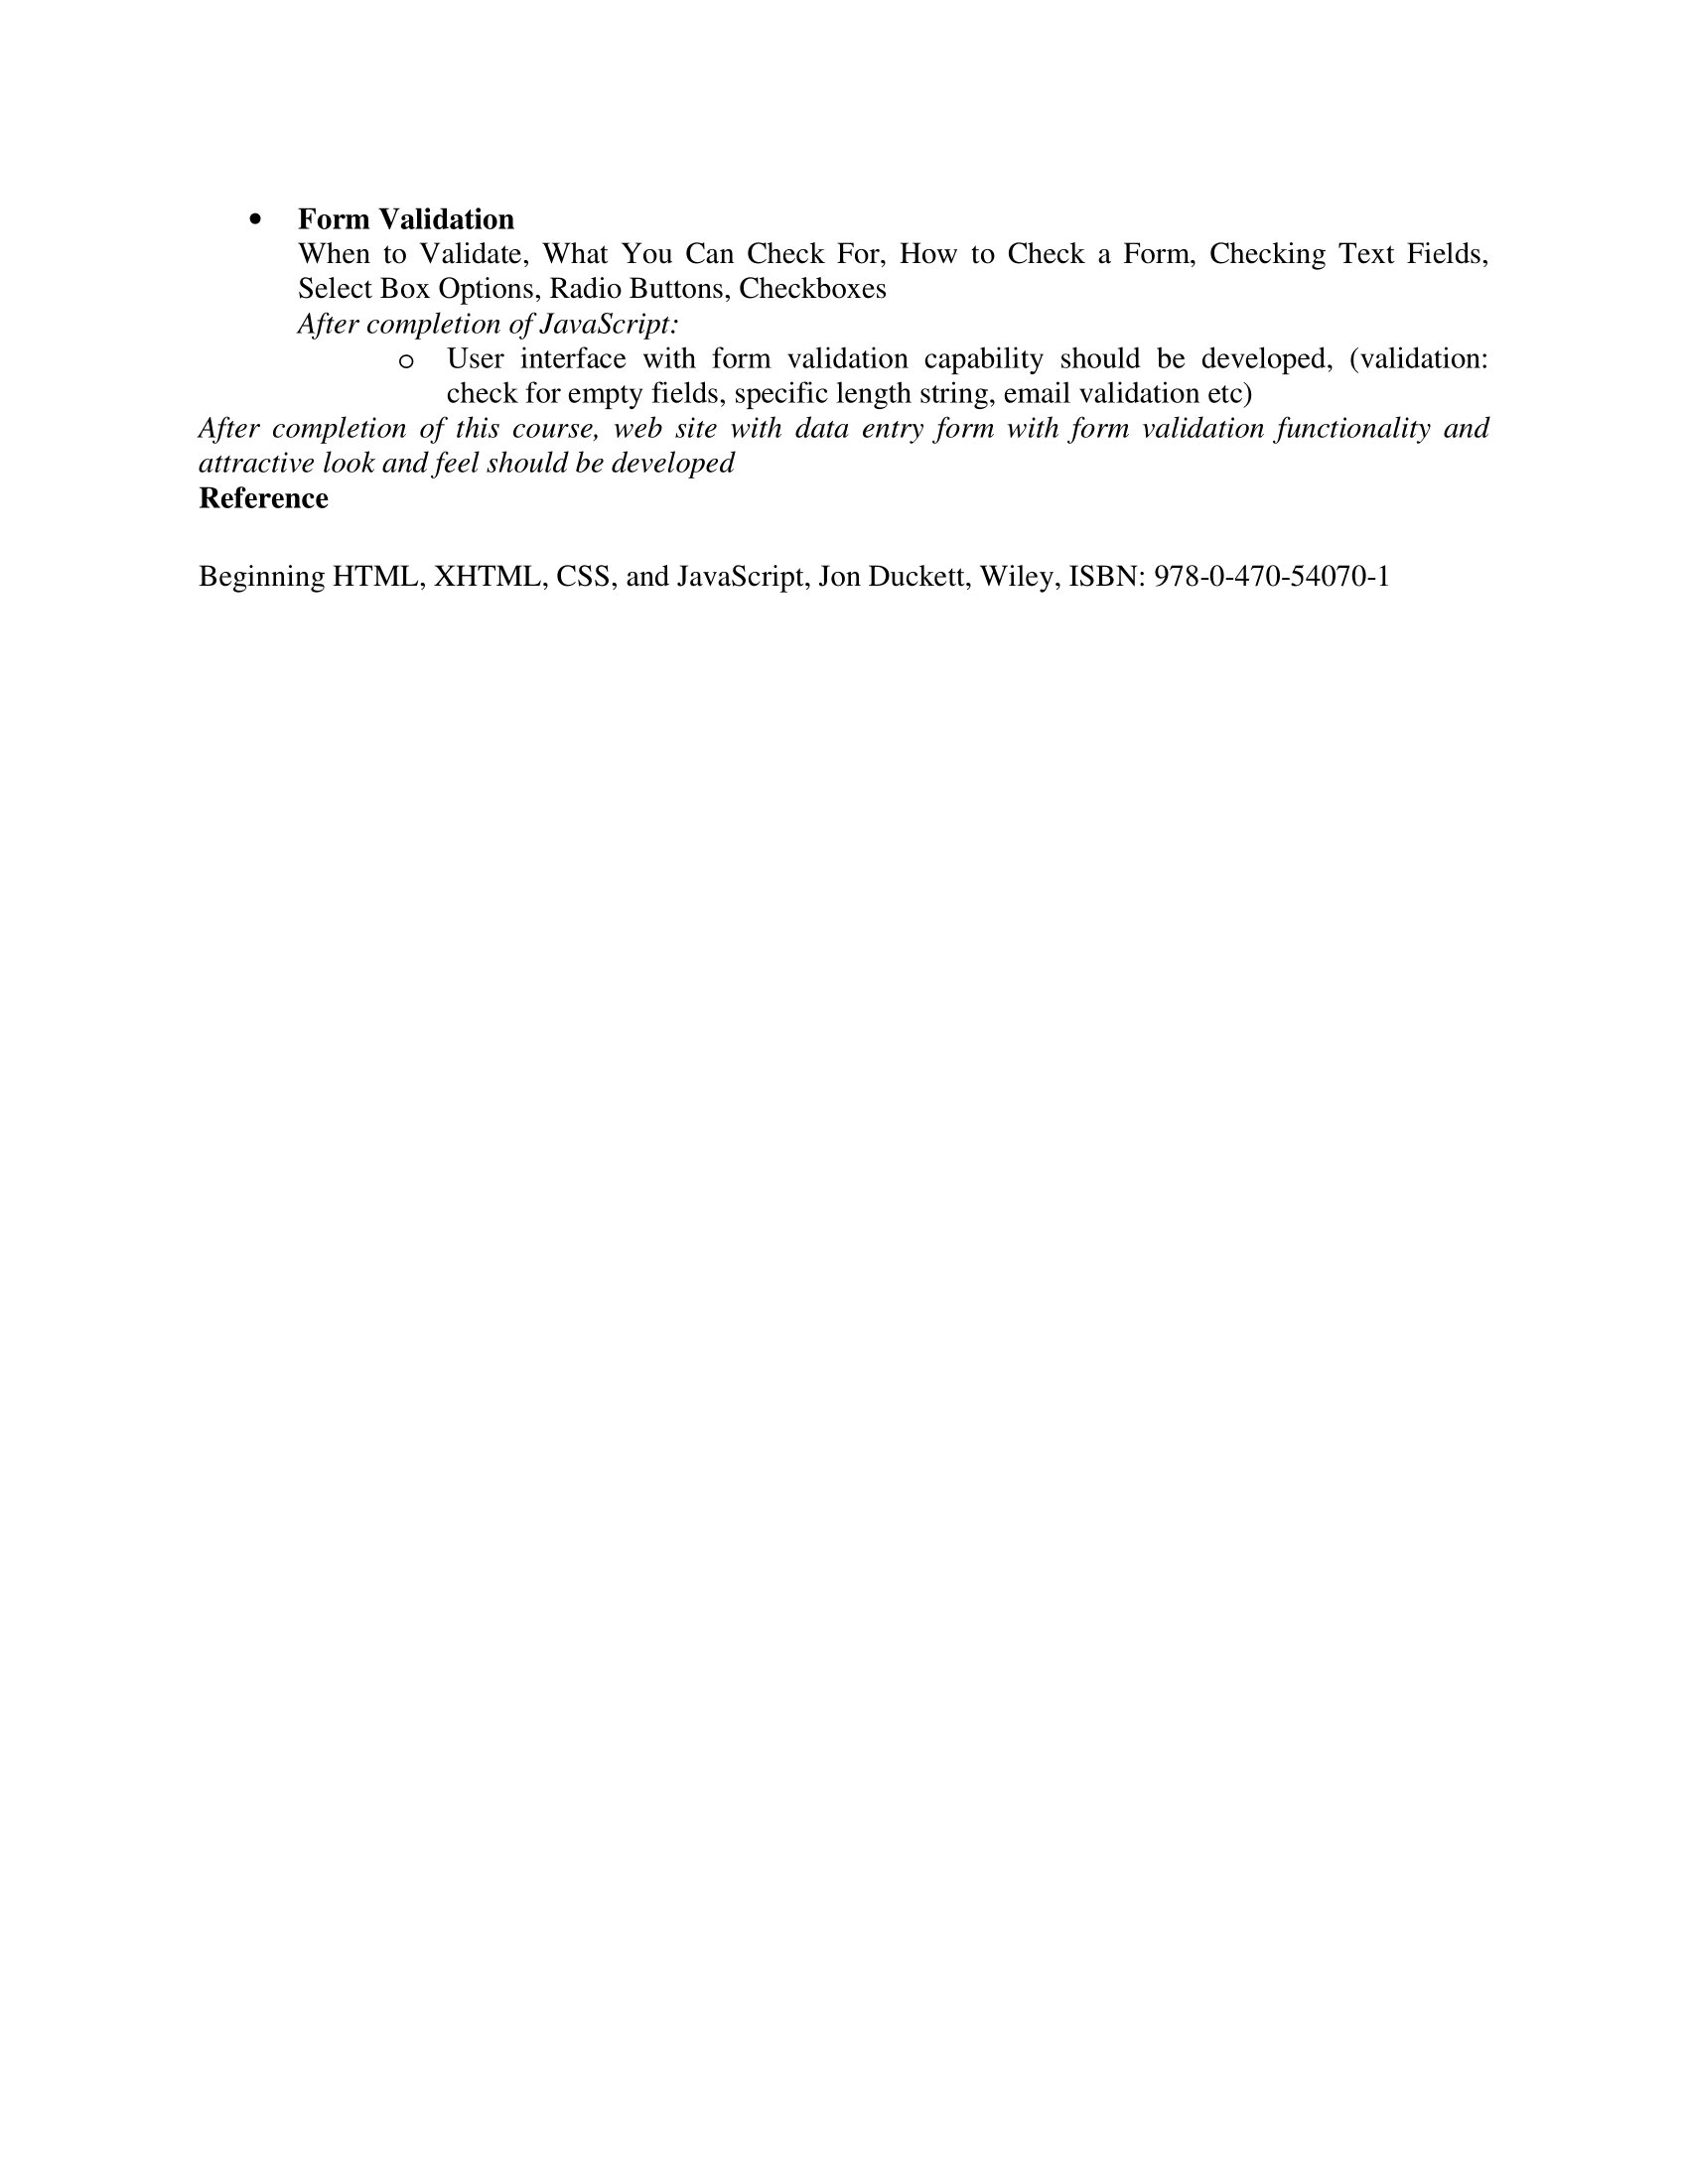 • Form Validation
When to Validate, What You Can Check For, How to Check a Form, Checking Text Fields,
Select Box Options, Radio Buttons, Checkboxes
After completion of JavaScript:
o User interface with form validation capability should be developed, (validation:
check for empty fields, specific length string, email validation etc)
After completion of this course, web site with data entry form with form validation functionality and
attractive look and feel should be developed
Reference
Beginning HTML, XHTML, CSS, and JavaScript, Jon Duckett, Wiley, ISBN: 978-0-470-54070-1